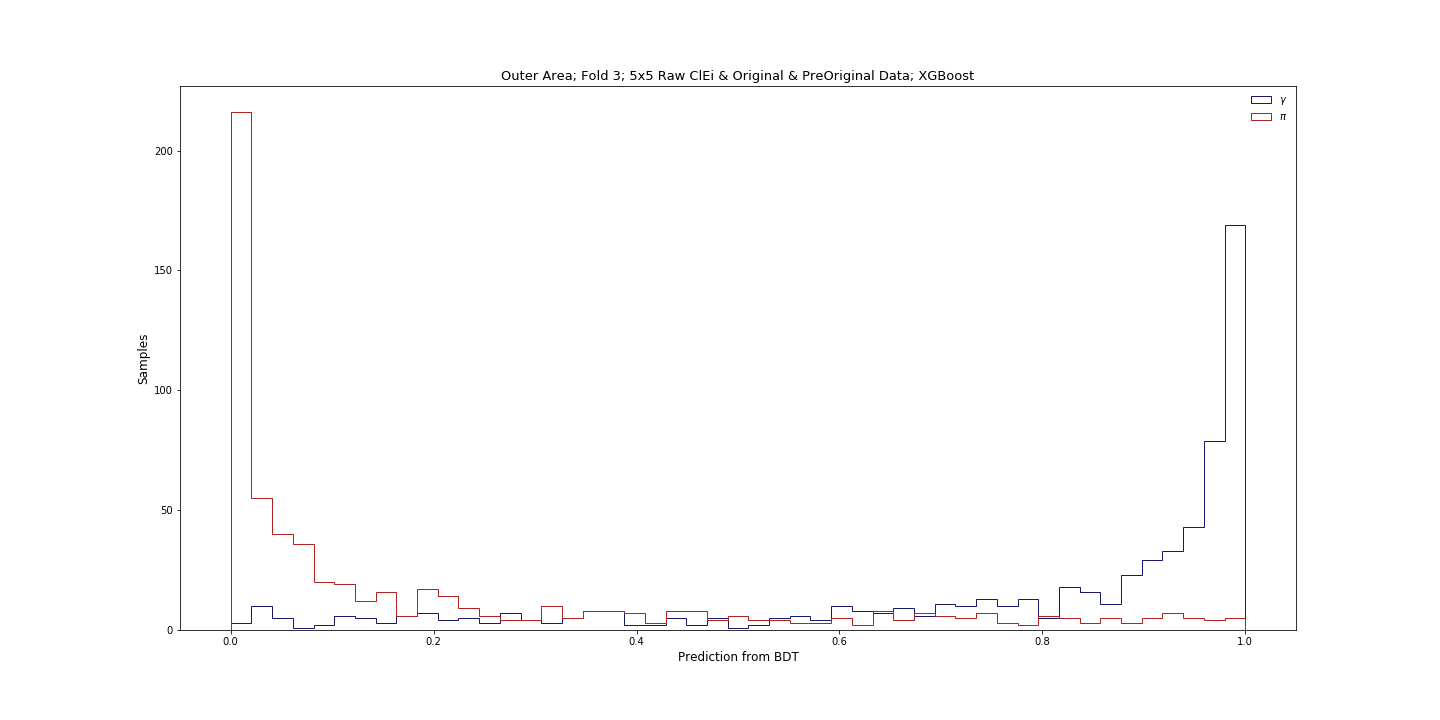 Outer Area; Fold 3; 5x5 Raw ClEi & Original & PreOriginal Data; XGBoost
γ
π
200
150
100
50
0
Samples
0.0 0.2 0.4 0.6 0.8 1.0
Prediction from BDT